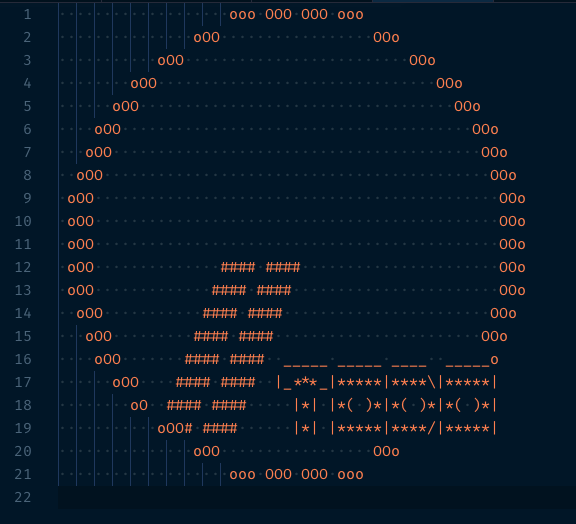 1                    ooo OOO OOO ooo
2                oOO                 OOo
3            oOO                         OOo
4         oOO                               OOo
5       oOO                                   OOo
6     oOO                                       OOo
7    oOO                                         OOo
8   oOO                                           OOo
9  oOO                                             OOo
10 oOO                                             OOo
11 oOO                                             OOo
12 oOO              #### ####                      OOo
13 oOO             #### ####                       OOo
14  oOO           #### ####                       OOo
15   oOO         #### ####                       OOo
16    oOO       #### ####  _____ _____ ____  _____o
17      oOO    #### ####  |_***_|*****|****\|*****|
18        oO  #### ####     |*| |*( )*|*( )*|*( )*|
19           oOO# ####      |*| |*****|****/|*****|
20               oOO                 OOo
21                   ooo OOO OOO ooo
22